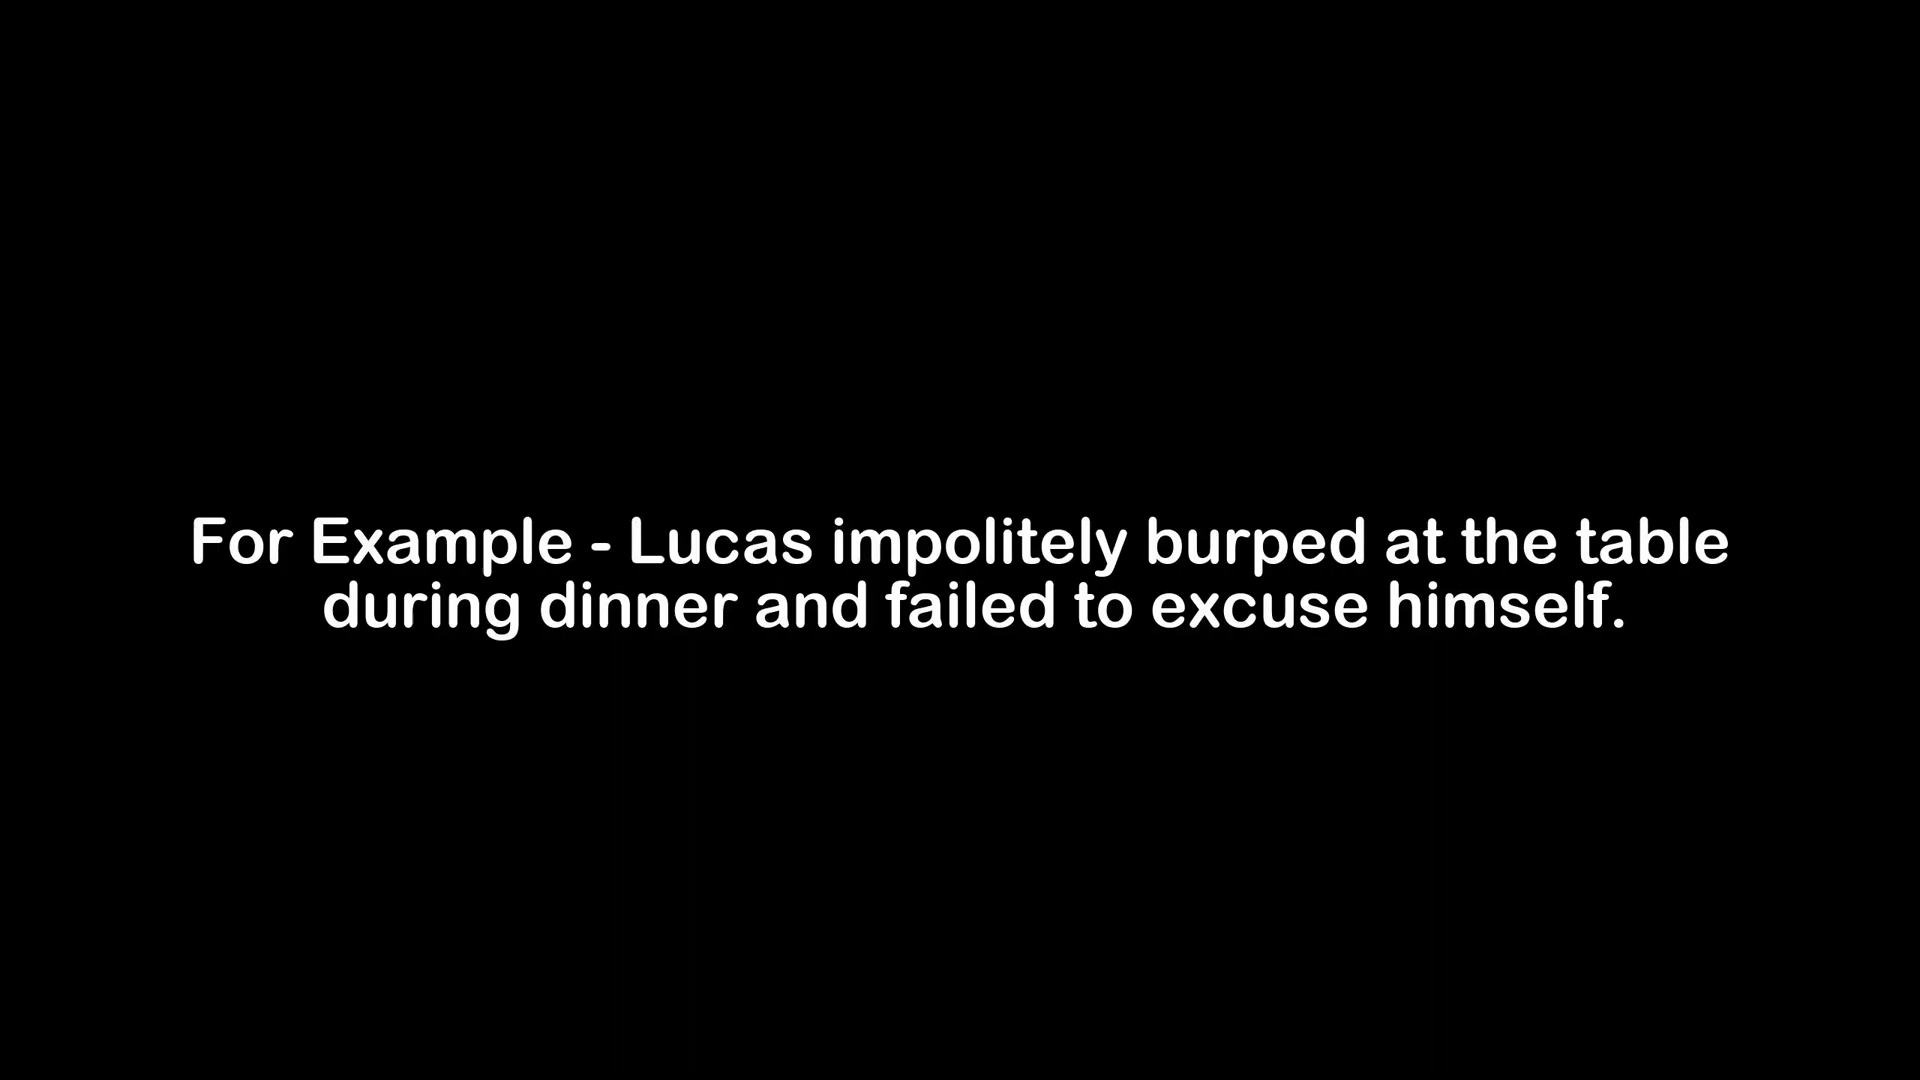 For Example - Lucas impolitely burped at the table
during dinner and failed to excuse himself.